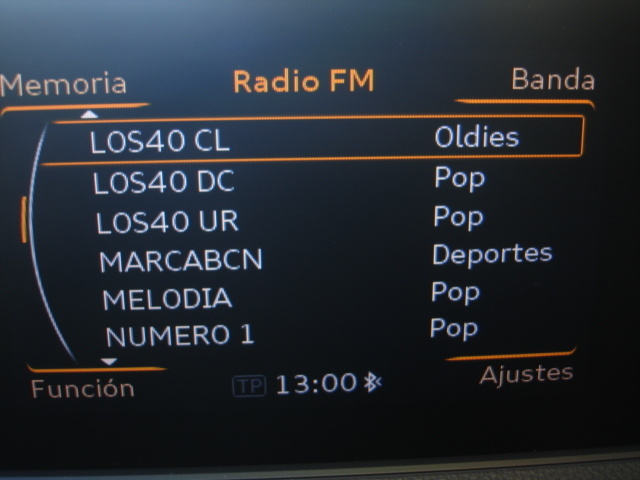 Memoria Radio FM Banda
LOS40 CL Oldies
LOS40 DC Pop
LOS40 UR Pop
MARCABCN Deportes
MELODIA Pop
NUMERO 1 Pop
Función TP 13:00 Ajustes